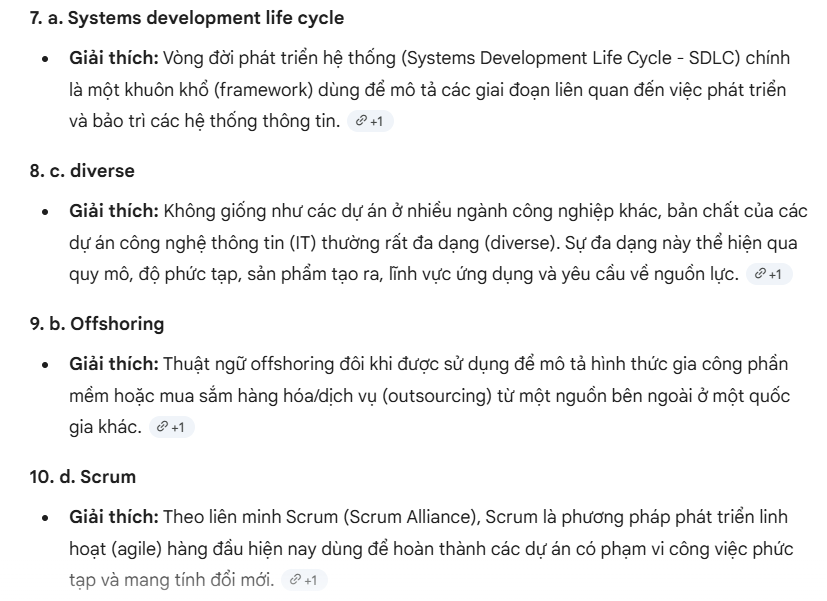 7. a. Systems development life cycle
• Giải thích: Vòng đời phát triển hệ thống (Systems Development Life Cycle - SDLC) chính
là một khuôn khổ (framework) dùng để mô tả các giai đoạn liên quan đến việc phát triển
và bảo trì các hệ thống thông tin. +1
8. c. diverse
• Giải thích: Không giống như các dự án ở nhiều ngành công nghiệp khác, bản chất của các
dự án công nghệ thông tin (IT) thường rất đa dạng (diverse). Sự đa dạng này thể hiện qua
quy mô, độ phức tạp, sản phẩm tạo ra, lĩnh vực ứng dụng và yêu cầu về nguồn lực. +1
9. b. Offshoring
• Giải thích: Thuật ngữ offshoring đôi khi được sử dụng để mô tả hình thức gia công phần
mềm hoặc mua sắm hàng hóa/dịch vụ (outsourcing) từ một nguồn bên ngoài ở một quốc
gia khác. +1
10. d. Scrum
• Giải thích: Theo liên minh Scrum (Scrum Alliance), Scrum là phương pháp phát triển linh
hoạt (agile) hàng đầu hiện nay dùng để hoàn thành các dự án có phạm vi công việc phức
tạp và mang tính đổi mới. +1